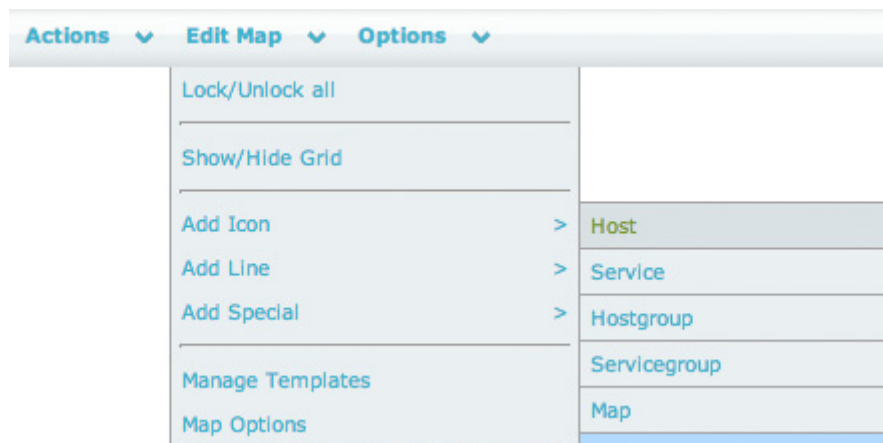 Actions Edit Map Options
Lock/Unlock all
Show/Hide Grid
Add Icon >
Add Line >
Add Special >
Manage Templates
Map Options
Host
Service
Hostgroup
Servicegroup
Map